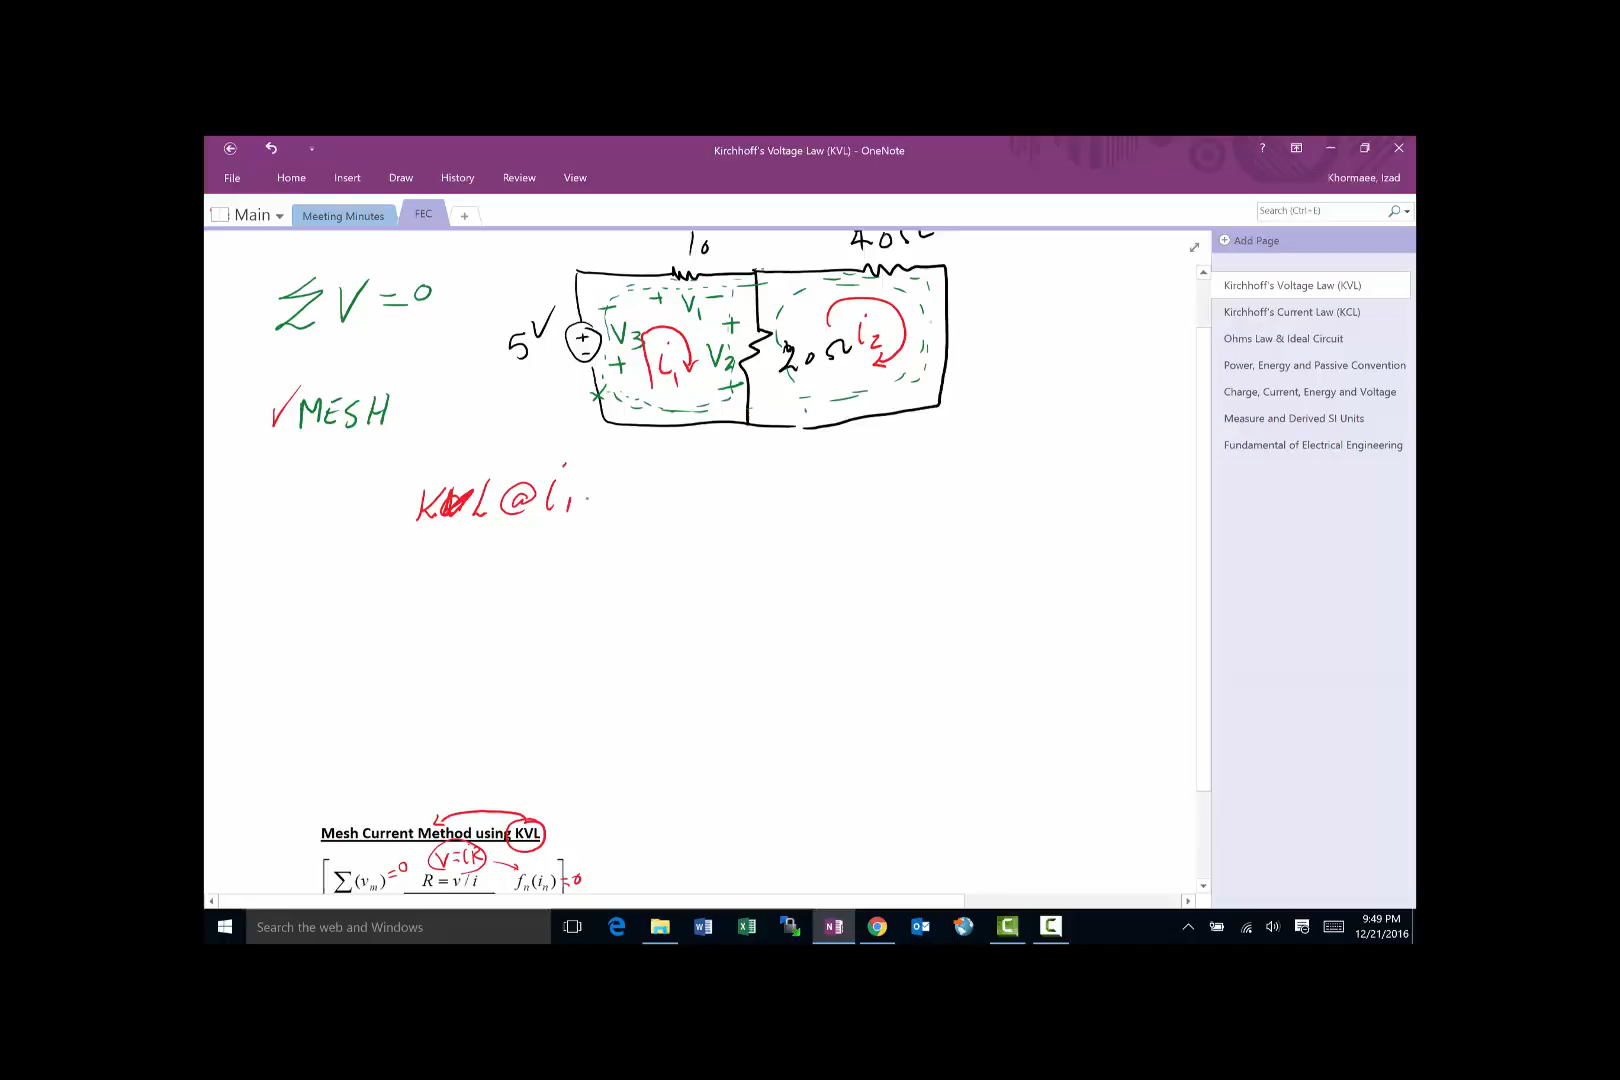 Kirchhoff's Voltage Law (KVL) - OneNote
?
File Home Insert Draw History Review View
Khormaee, Izad
Main Meeting Minutes FEC +
Search (Ctrl+E)
Add Page
Kirchhoff's Voltage Law (KVL)
Kirchhoff's Current Law (KCL)
Ohms Law & Ideal Circuit
Power, Energy and Passive Convention
Charge, Current, Energy and Voltage
Measure and Derived SI Units
Fundamental of Electrical Engineering
10 40Ω
∑V=0
+ V1 −
5V + − V3 + i1 + V2 20Ω i2
✓MESH
KVL @ i1
Mesh Current Method using KVL
V=iR
[∑(vm)=0 R = v / i fn(in)]=0
Search the web and Windows
9:49 PM
12/21/2016